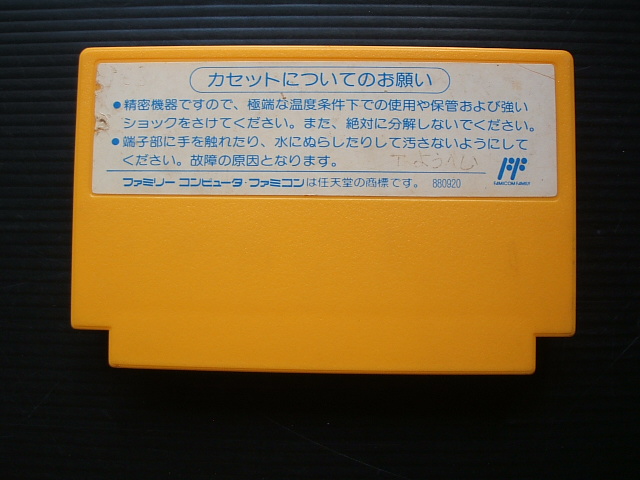 カセットについてのお願い
●精密機器ですので、極端な温度条件下での使用や保管および強い
ショックをさけてください。また、絶対に分解しないでください。
●端子部に手を触れたり、水にぬらしたりして汚さないようにして
ください。故障の原因となります。
ファミリー コンピュータ・ファミコンは任天堂の商標です。 880920
FAMICOM FAMILY